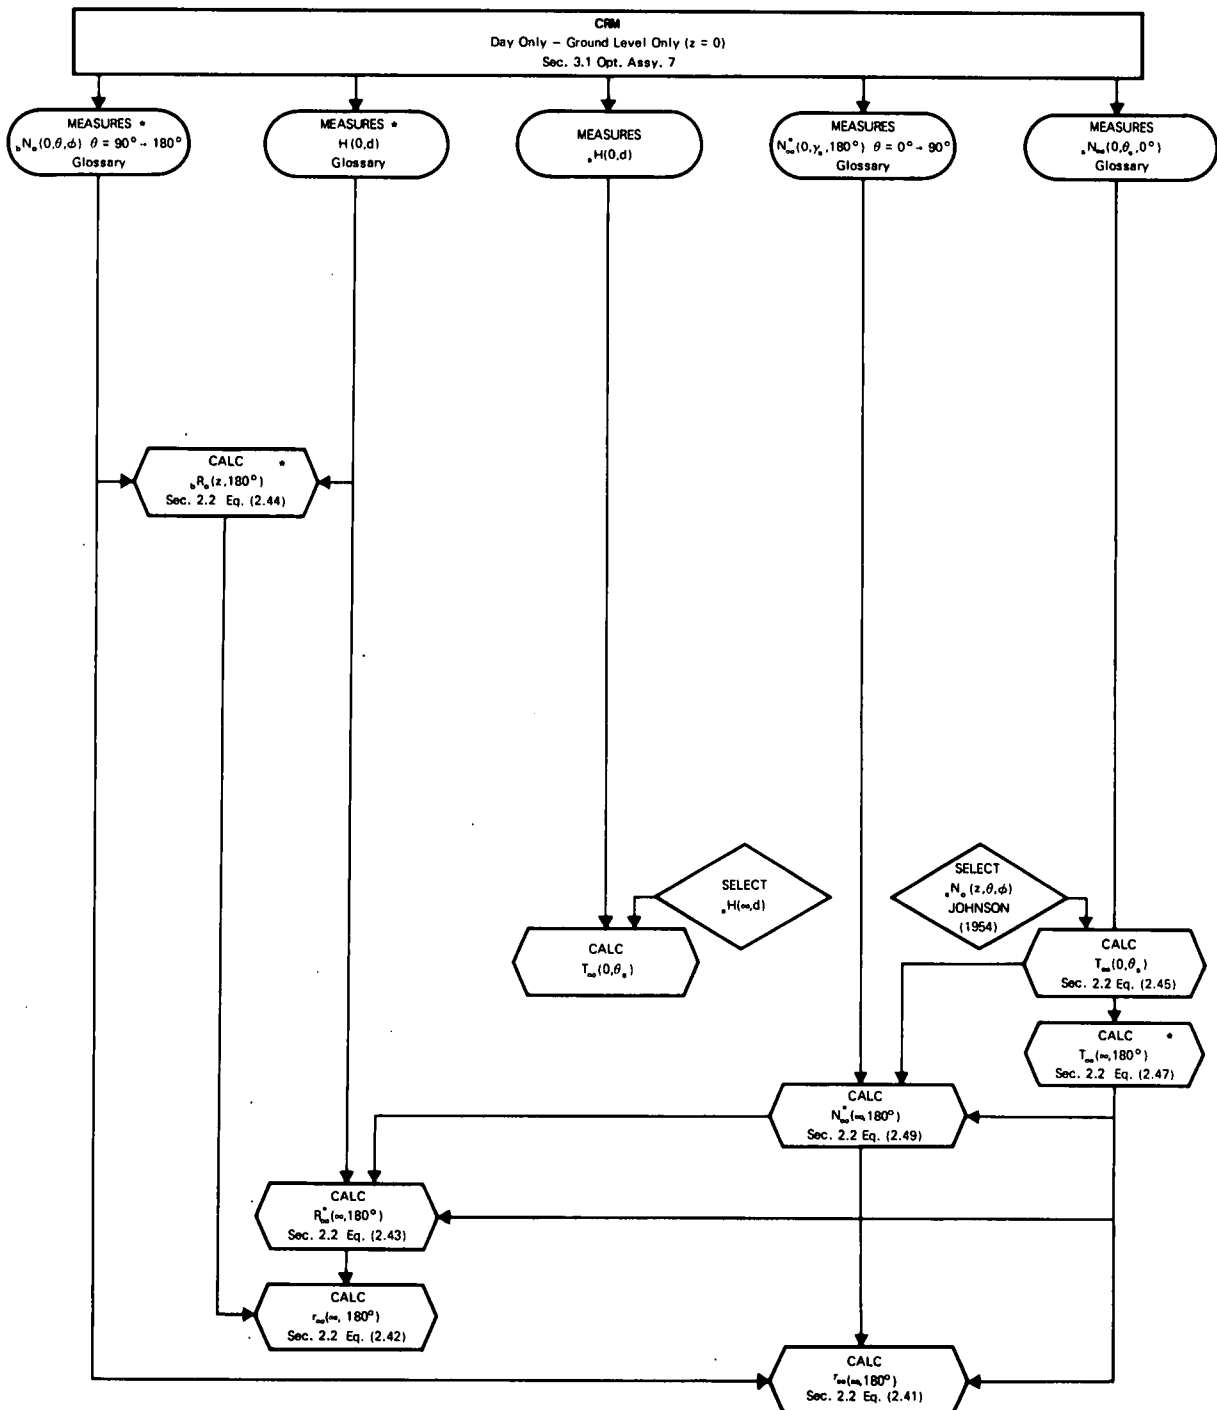 CRM
Day Only – Ground Level Only (z = 0)
Sec. 3.1 Opt. Assy. 7
MEASURES *
bNo(0,θ,φ) θ = 90° → 180°
Glossary
MEASURES *
H(0,d)
Glossary
MEASURES
sH(0,d)
MEASURES
N*∞(0,γs,180°) θ = 0° → 90°
Glossary
MEASURES
sN∞(0,θs,0°)
Glossary
CALC *
bRo(z,180°)
Sec. 2.2 Eq. (2.44)
SELECT
sH(∞,d)
SELECT
sNo(z,θ,φ)
JOHNSON
(1954)
CALC
T∞(0,θs)
CALC
T∞(0,θs)
Sec. 2.2 Eq. (2.45)
CALC *
T∞(∞,180°)
Sec. 2.2 Eq. (2.47)
CALC
N*∞(∞,180°)
Sec. 2.2 Eq. (2.49)
CALC
R*∞(∞,180°)
Sec. 2.2 Eq. (2.43)
CALC
r∞(∞, 180°)
Sec. 2.2 Eq. (2.42)
CALC
r∞(∞,180°)
Sec. 2.2 Eq. (2.41)